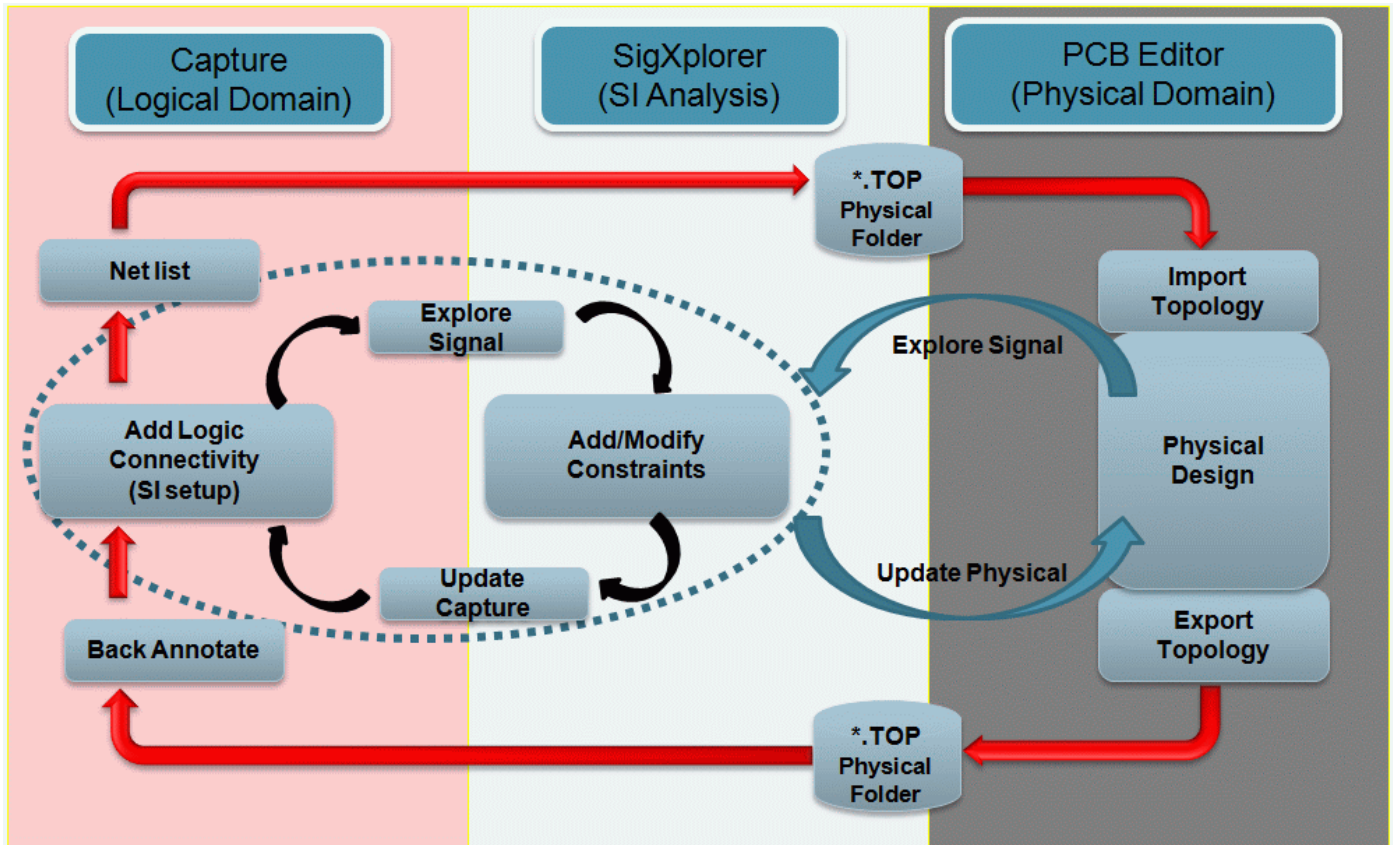 Capture
(Logical Domain)
SigXplorer
(SI Analysis)
PCB Editor
(Physical Domain)
*.TOP
Physical
Folder
Net list
Import
Topology
Explore
Signal
Explore Signal
Add Logic
Connectivity
(SI setup)
Add/Modify
Constraints
Physical
Design
Update
Capture
Update Physical
Back Annotate
Export
Topology
*.TOP
Physical
Folder